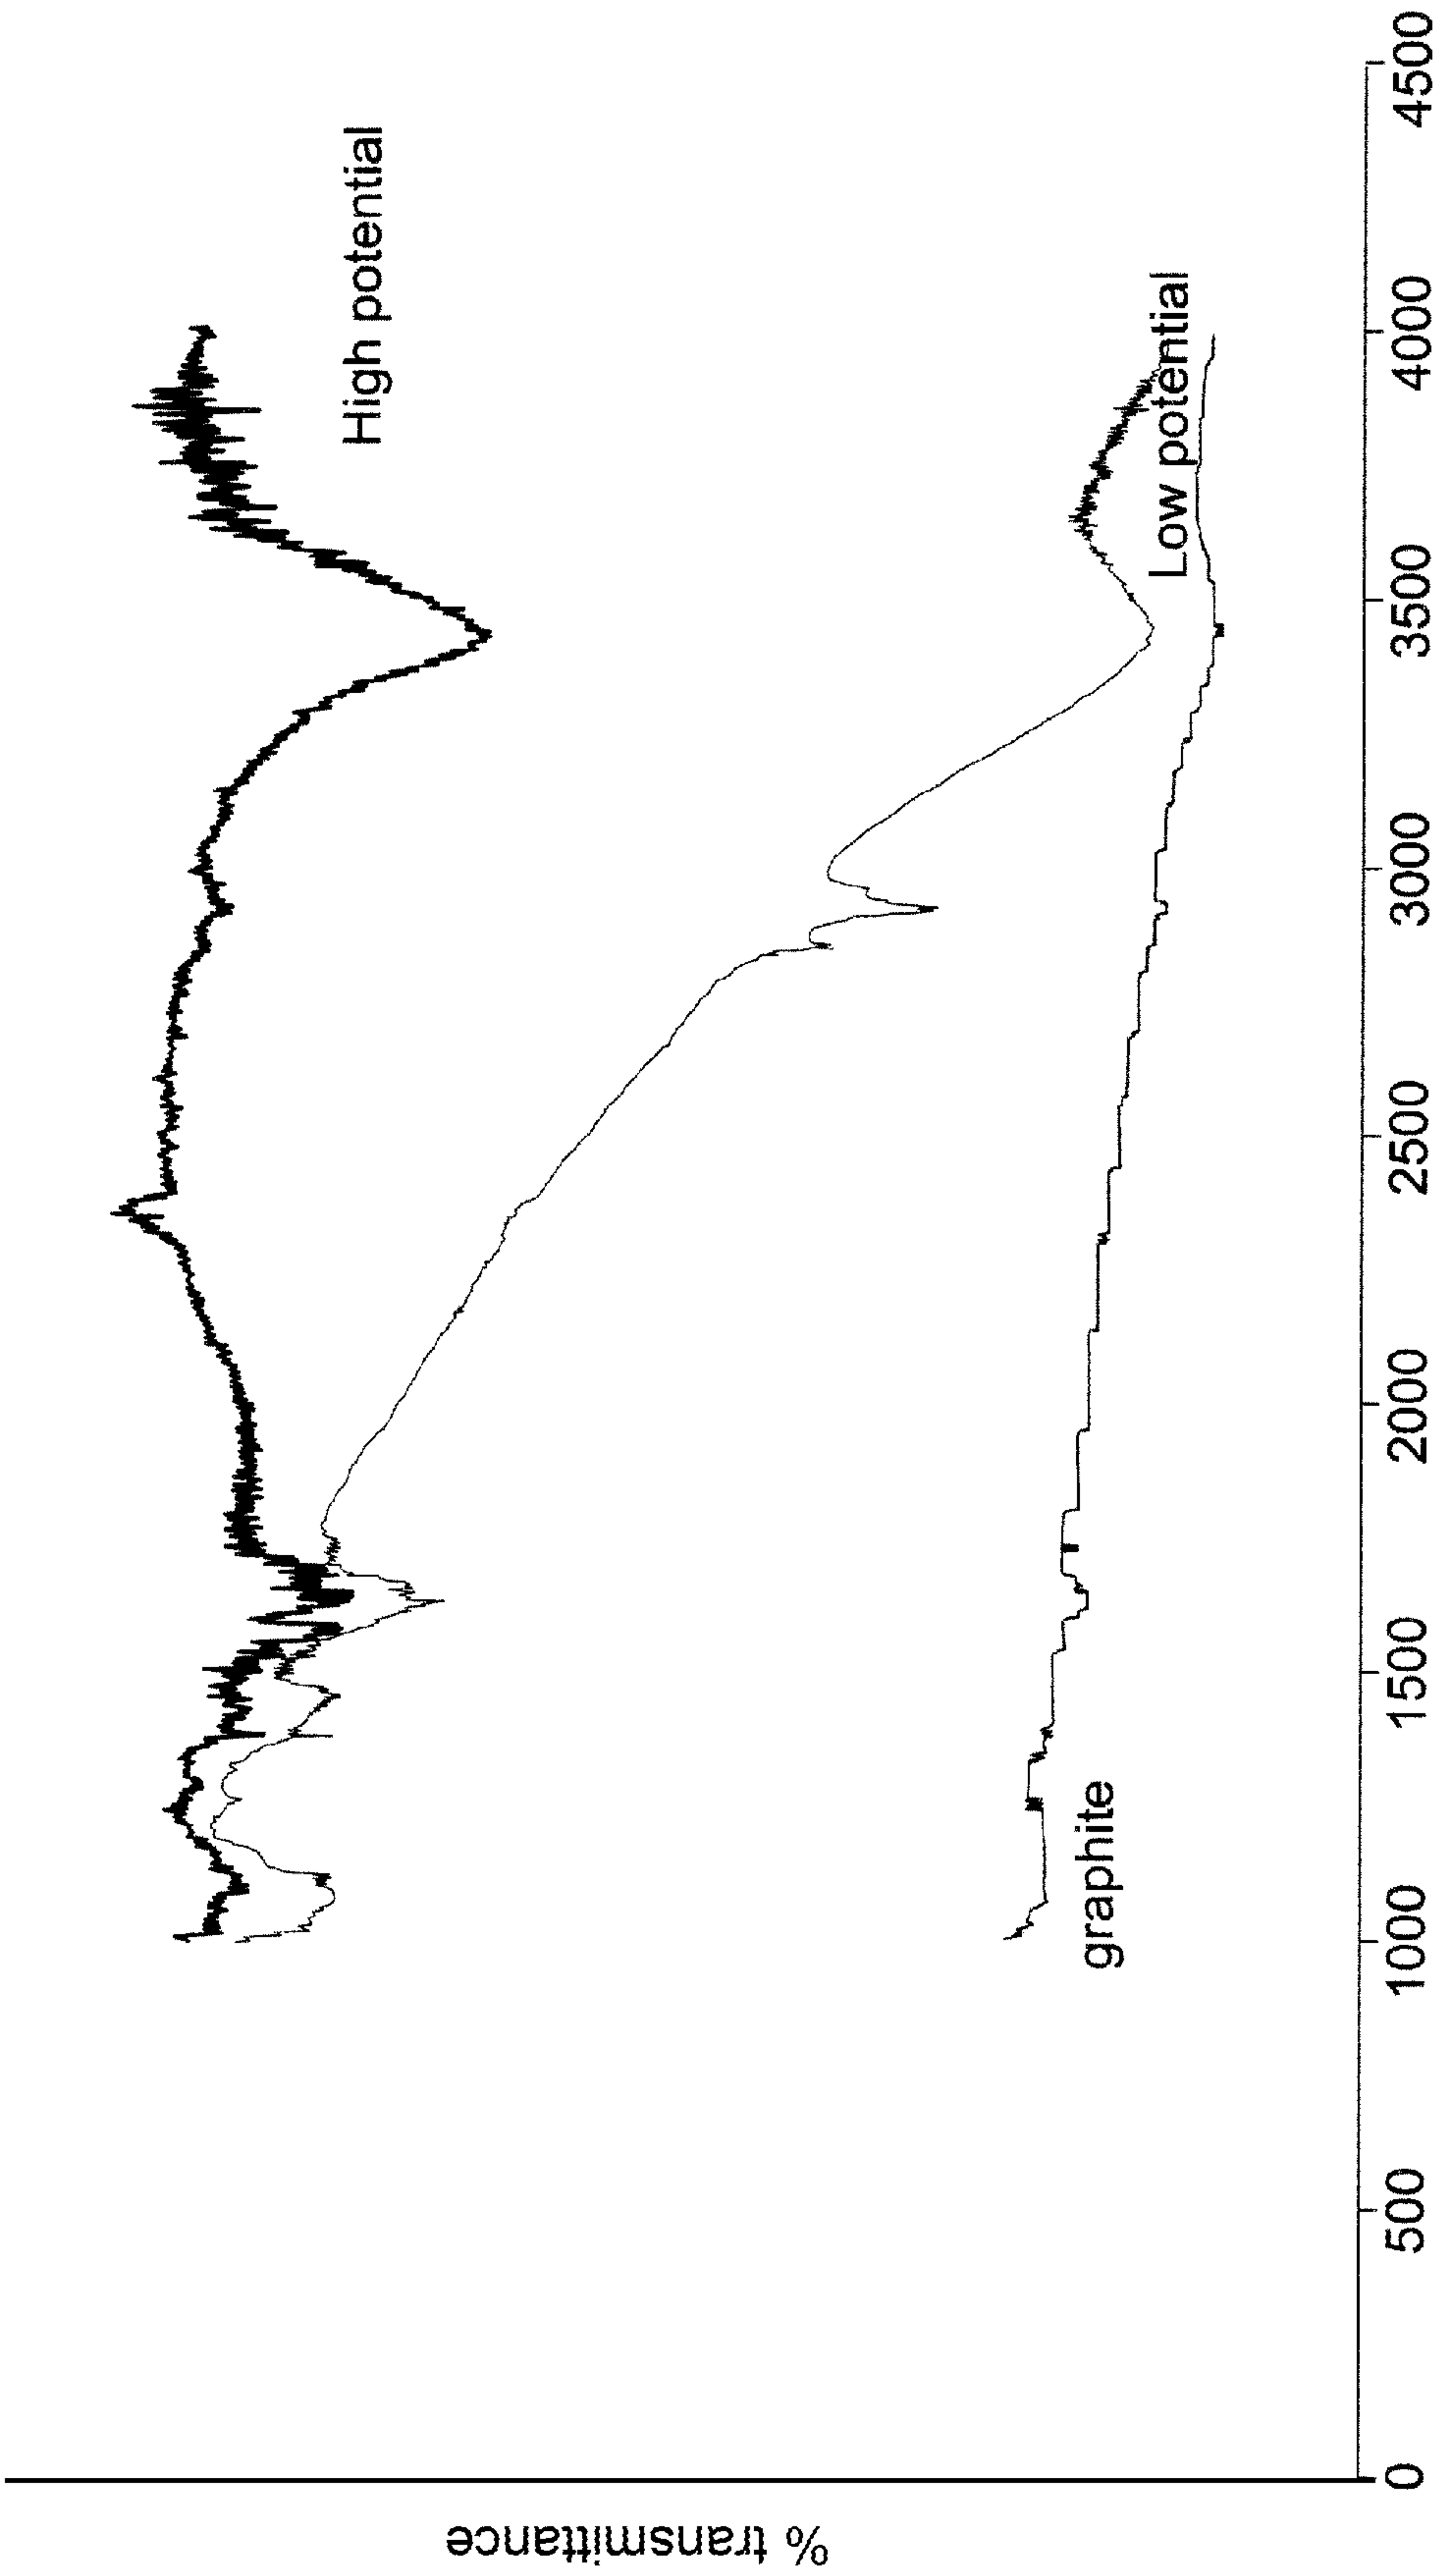 % transmittance
High potential
Low potential
graphite
0 500 1000 1500 2000 2500 3000 3500 4000 4500